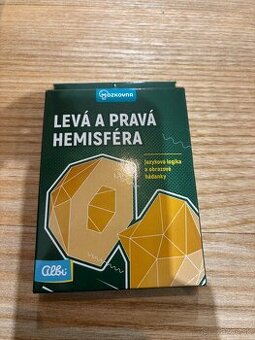 MOZKOVNA
LEVÁ A PRAVÁ
HEMISFÉRA
Jazyková logika
a obrazové
hádanky
Albi